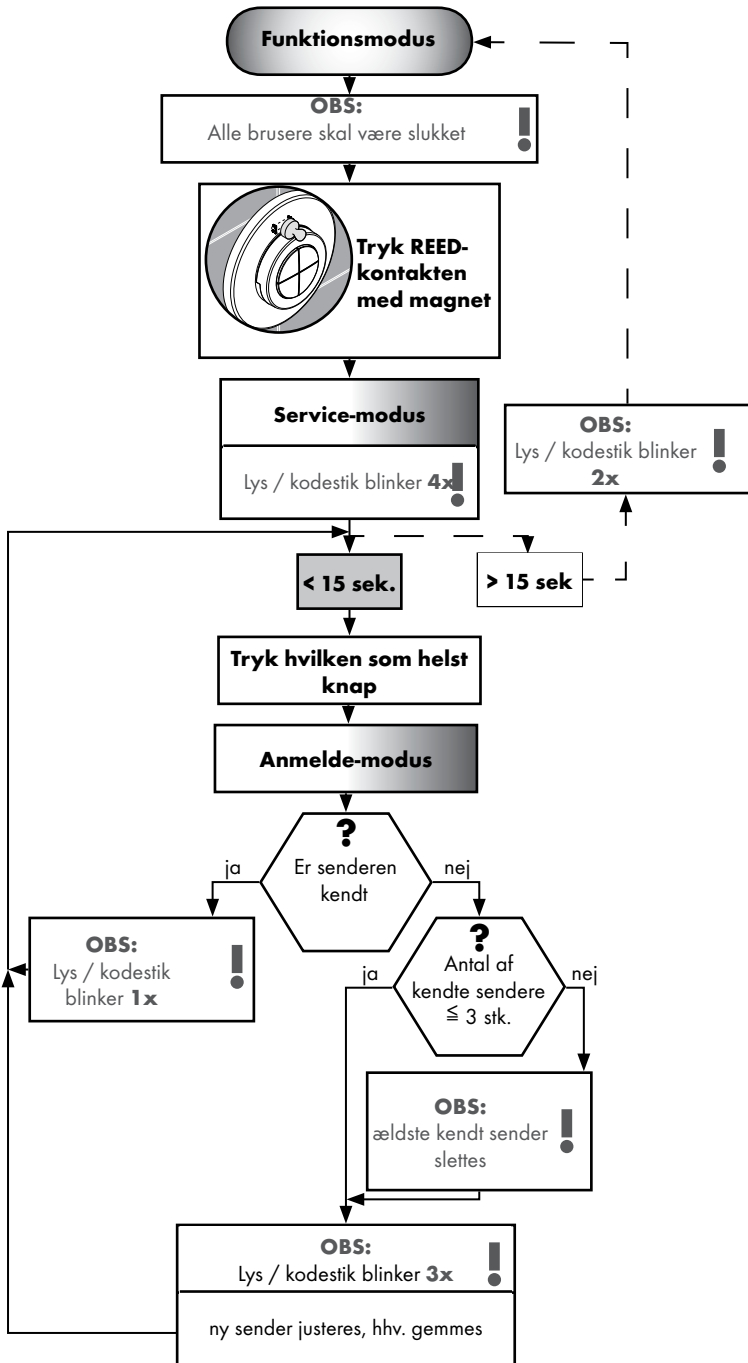 Funktionsmodus
OBS:
Alle brusere skal være slukket
Tryk REED-
kontakten
med magnet
Service-modus
Lys / kodestik blinker 4x
OBS:
Lys / kodestik blinker
2x
< 15 sek.
> 15 sek
Tryk hvilken som helst
knap
Anmelde-modus
?
Er senderen
kendt
ja
nej
OBS:
Lys / kodestik
blinker 1x
?
Antal af
kendte sendere
≦ 3 stk.
ja
nej
OBS:
ældste kendt sender
slettes
OBS:
Lys / kodestik blinker 3x
ny sender justeres, hhv. gemmes